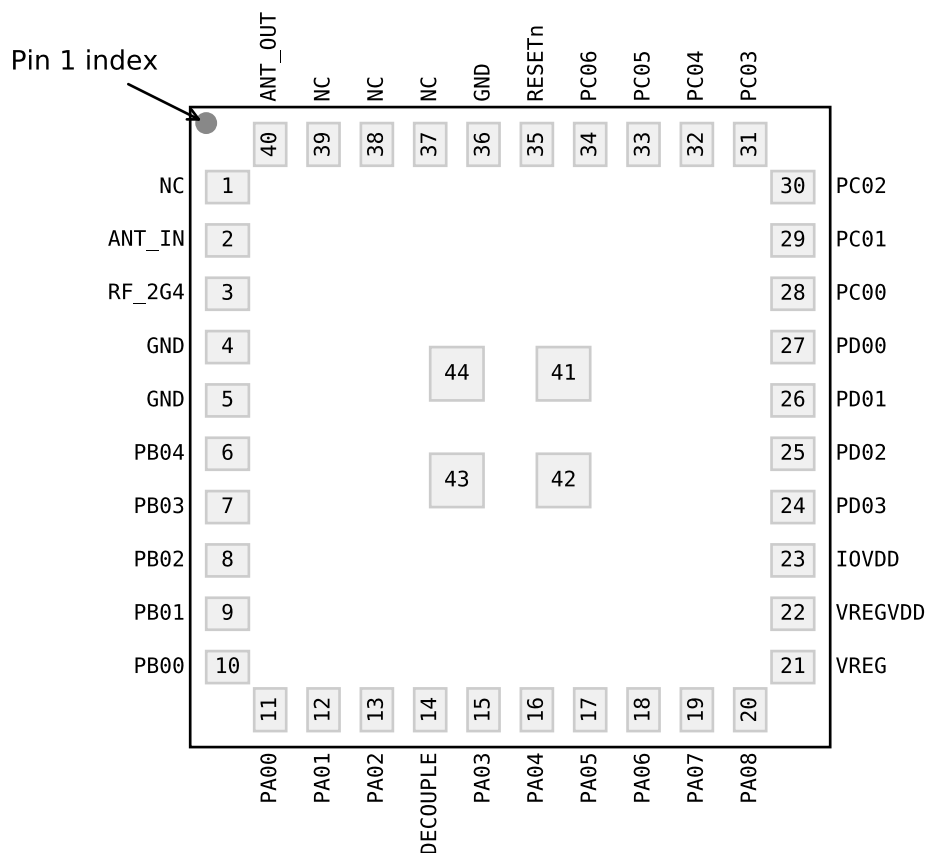 Pin 1 index
ANT_OUT NC NC NC GND RESETn PC06 PC05 PC04 PC03
40 39 38 37 36 35 34 33 32 31
NC 1 30 PC02
ANT_IN 2 29 PC01
RF_2G4 3 28 PC00
GND 4 27 PD00
44 41
GND 5 26 PD01
PB04 6 25 PD02
43 42
PB03 7 24 PD03
PB02 8 23 IOVDD
PB01 9 22 VREGVDD
PB00 10 21 VREG
11 12 13 14 15 16 17 18 19 20
PA00 PA01 PA02 DECOUPLE PA03 PA04 PA05 PA06 PA07 PA08